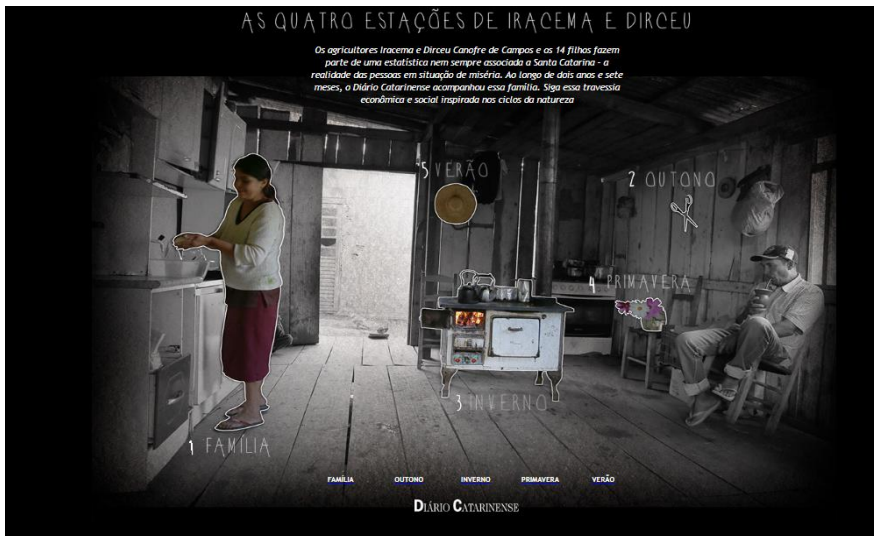 AS QUATRO ESTAÇÕES DE IRACEMA E DIRCEU
Os agricultores Iracema e Dirceu Canofre de Campos e os 14 filhos fazem
parte de uma estatística nem sempre associada a Santa Catarina - a
realidade das pessoas em situação de miséria. Ao longo de dois anos e sete
meses, o Diário Catarinense acompanhou essa família. Siga essa travessia
econômica e social inspirada nos ciclos da natureza
5 VERÃO
2 OUTONO
4 PRIMAVERA
3 INVERNO
1 FAMÍLIA
FAMÍLIA OUTONO INVERNO PRIMAVERA VERÃO
DIÁRIO CATARINENSE